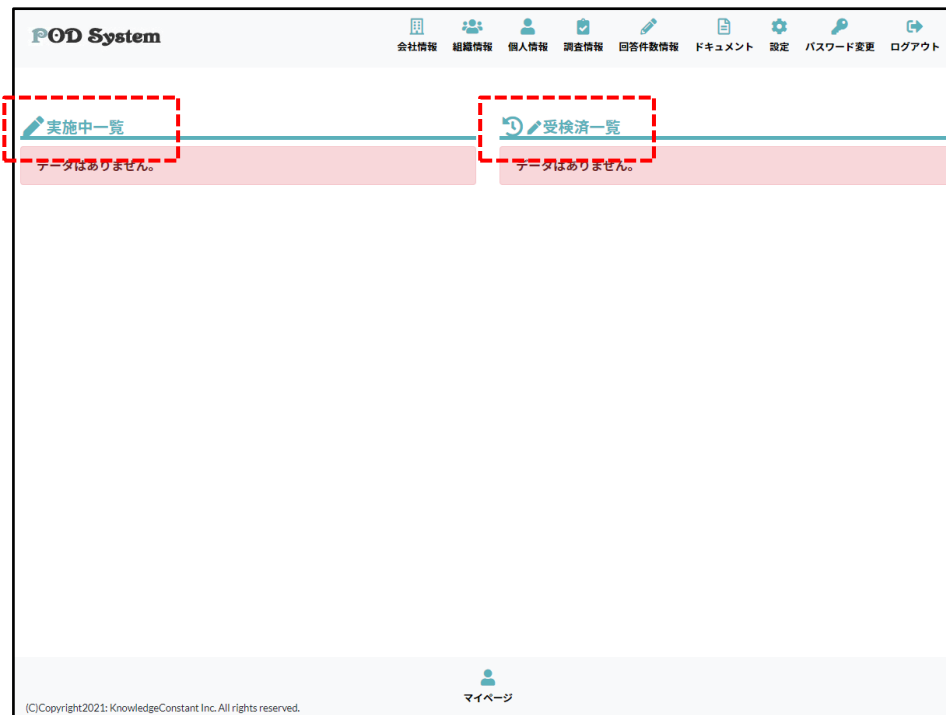 POD System
会社情報 組織情報 個人情報 調査情報 回答件数情報 ドキュメント 設定 パスワード変更 ログアウト
実施中一覧
データはありません。
受検済一覧
データはありません。
マイページ
(C)Copyright2021: KnowledgeConstant Inc. All rights reserved.